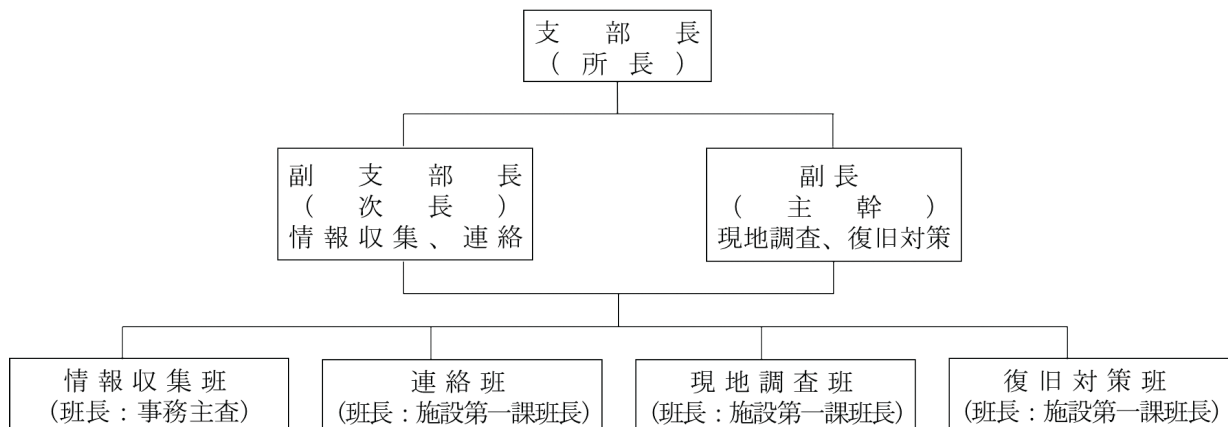 支部長
(所長)
副支部長
(次長)
情報収集、連絡
副長
(主幹)
現地調査、復旧対策
情報収集班
(班長：事務主査)
連絡班
(班長：施設第一課班長)
現地調査班
(班長：施設第一課班長)
復旧対策班
(班長：施設第一課班長)